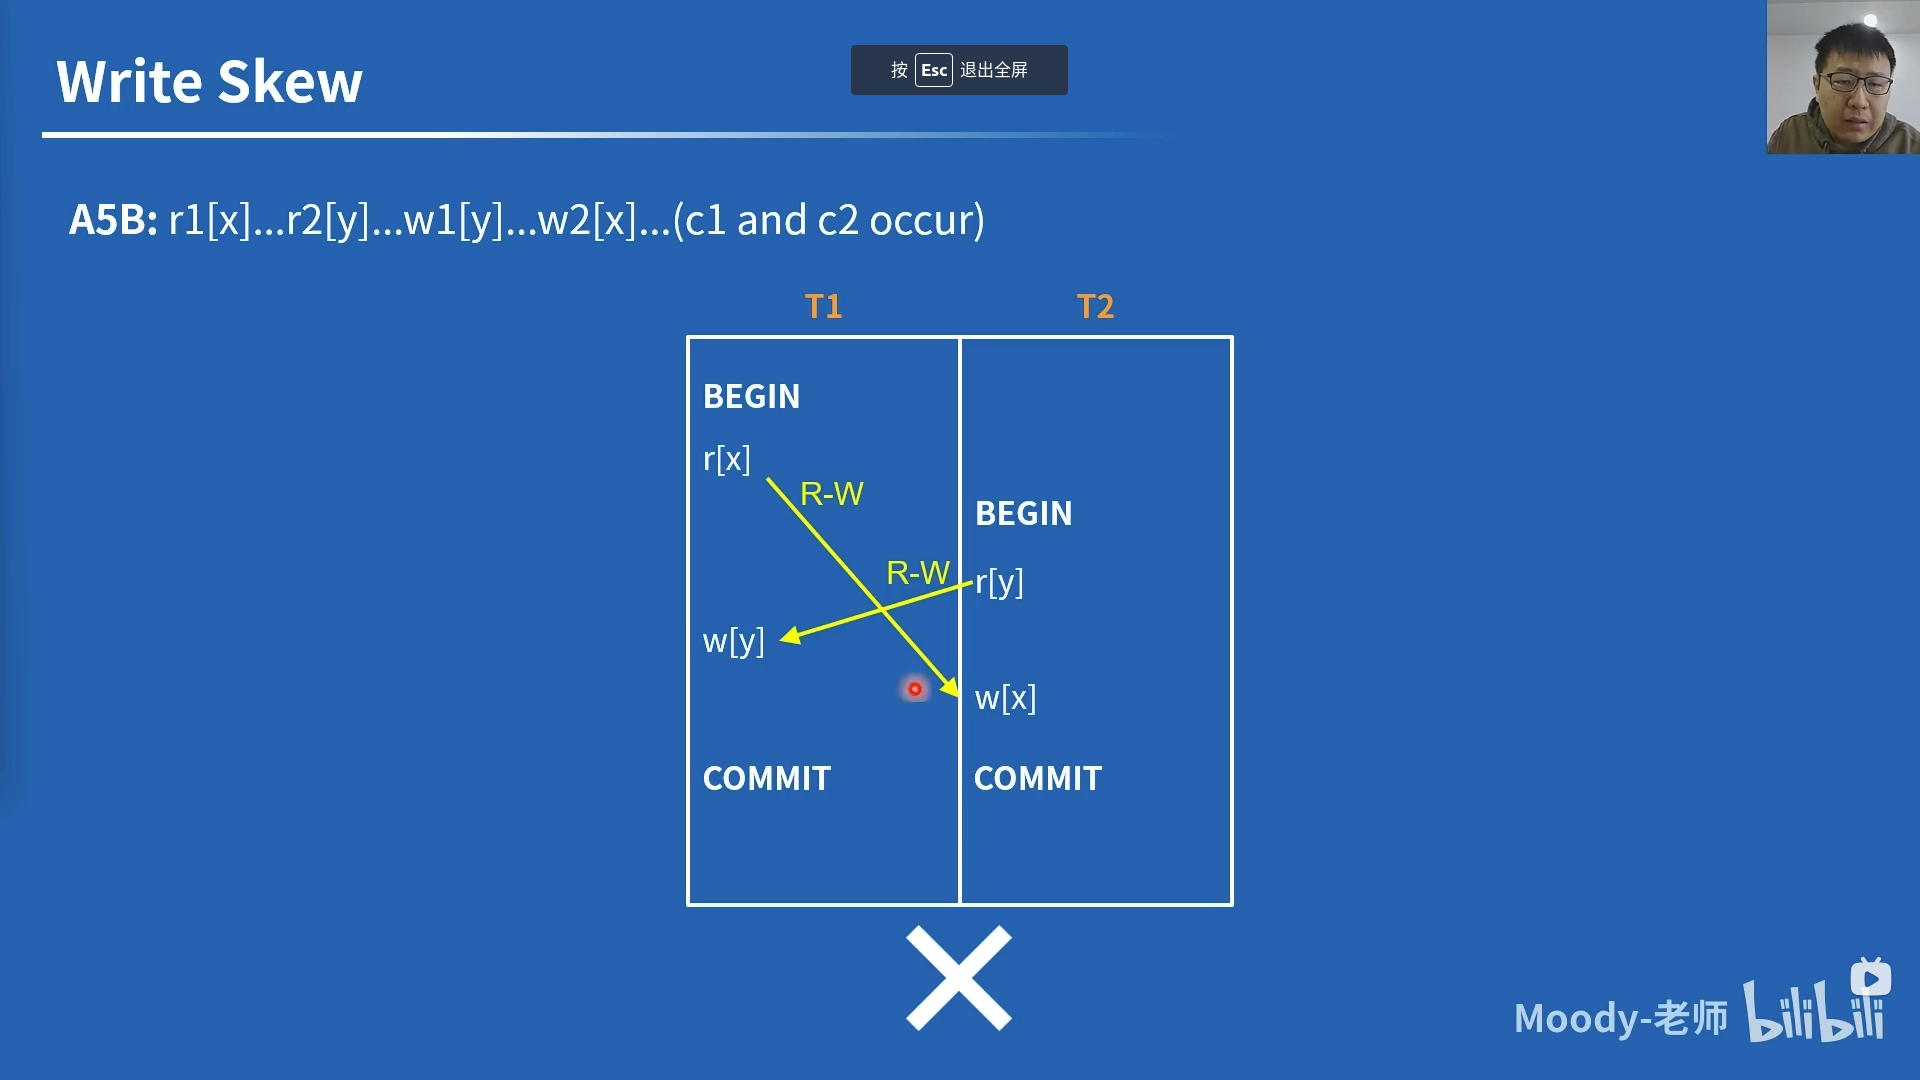 Write Skew
按 Esc 退出全屏
A5B: r1[x]...r2[y]...w1[y]...w2[x]...(c1 and c2 occur)
T1 T2
BEGIN
r[x]
R-W
BEGIN
R-W
r[y]
w[y]
w[x]
COMMIT COMMIT
Moody-老师 bilibili